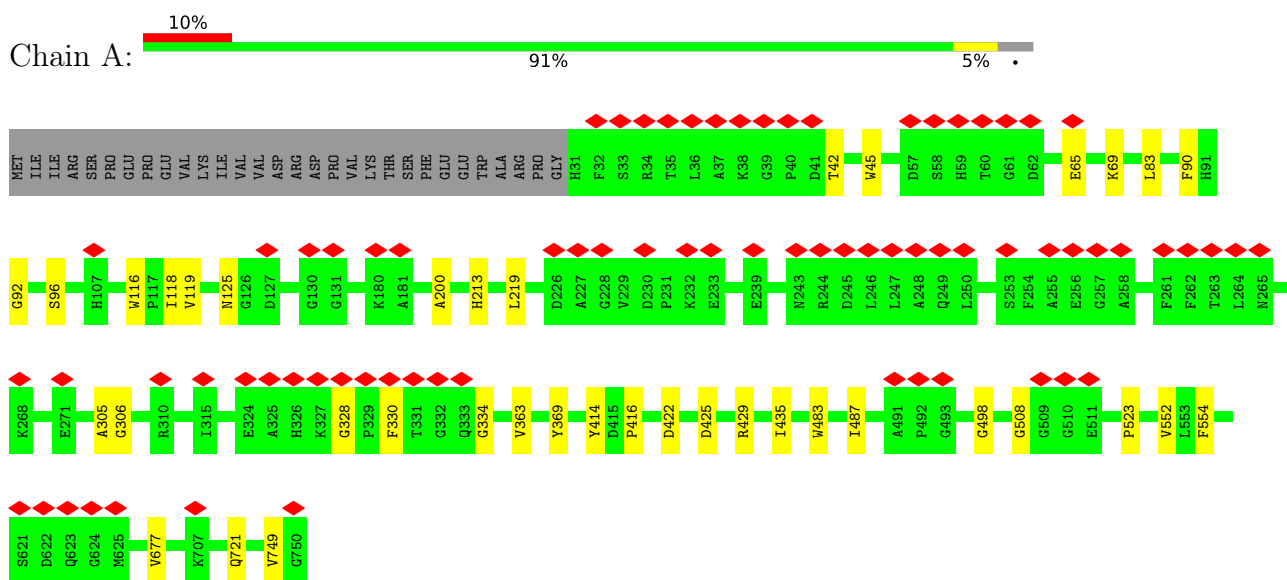 10%
Chain A:
91% 5% •
MET ILE ILE ARG SER PRO GLU PRO GLU VAL LYS ILE VAL VAL ASP ARG ASP PRO VAL LYS THR SER PHE GLU GLU TRP ALA ARG PRO GLY H31 F32 S33 R34 T35 L36 A37 K38 G39 P40 D41 T42 W45 D57 S58 H59 T60 G61 D62 E65 K69 L83 F90 H91
G92 S96 H107 W116 P117 I118 V119 N125 G126 D127 G130 G131 K180 A181 A200 H213 L219 D226 A227 G228 V229 D230 P231 K232 E233 E239 N243 R244 D245 L246 L247 A248 Q249 L250 S253 F254 A255 E256 G257 A258 F261 F262 T263 L264 N265
K268 E271 A305 G306 R310 I315 E324 A325 H326 K327 G328 P329 F330 T331 G332 Q333 G334 V363 Y369 Y414 D415 P416 D422 D425 R429 I435 W483 I487 A491 P492 G493 G498 G508 G509 G510 E511 P523 V552 L553 F554
S621 D622 Q623 G624 M625 V677 K707 Q721 V749 G750